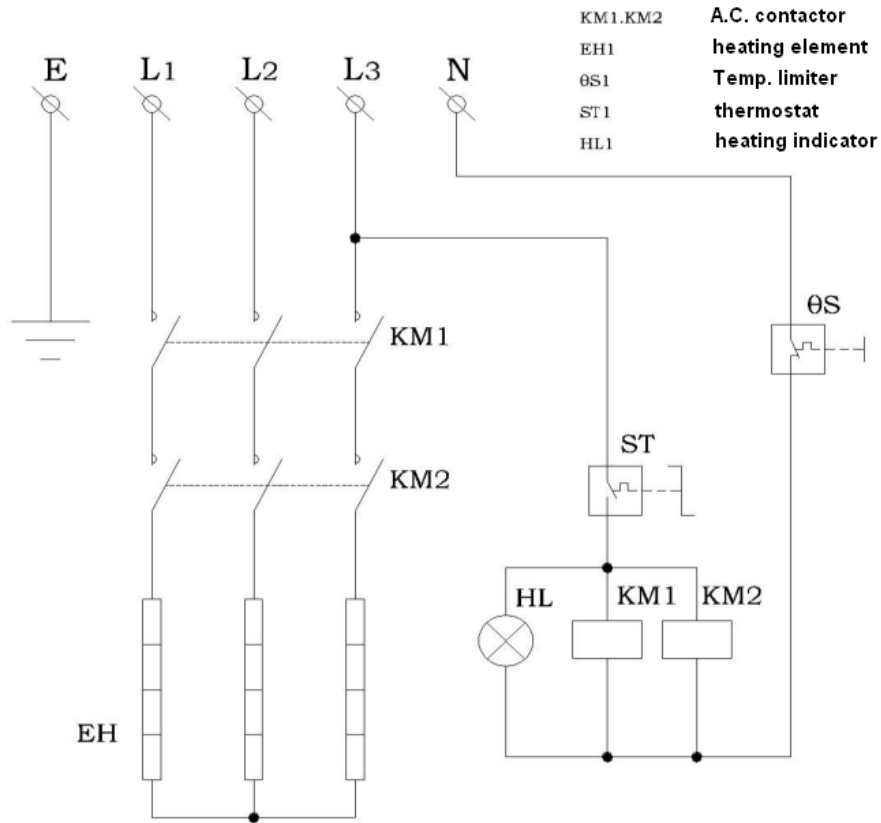 KM1.KM2 A.C. contactor
EH1 heating element
θS1 Temp. limiter
ST1 thermostat
HL1 heating indicator
E L1 L2 L3 N
KM1
θS
KM2
ST
HL KM1 KM2
EH